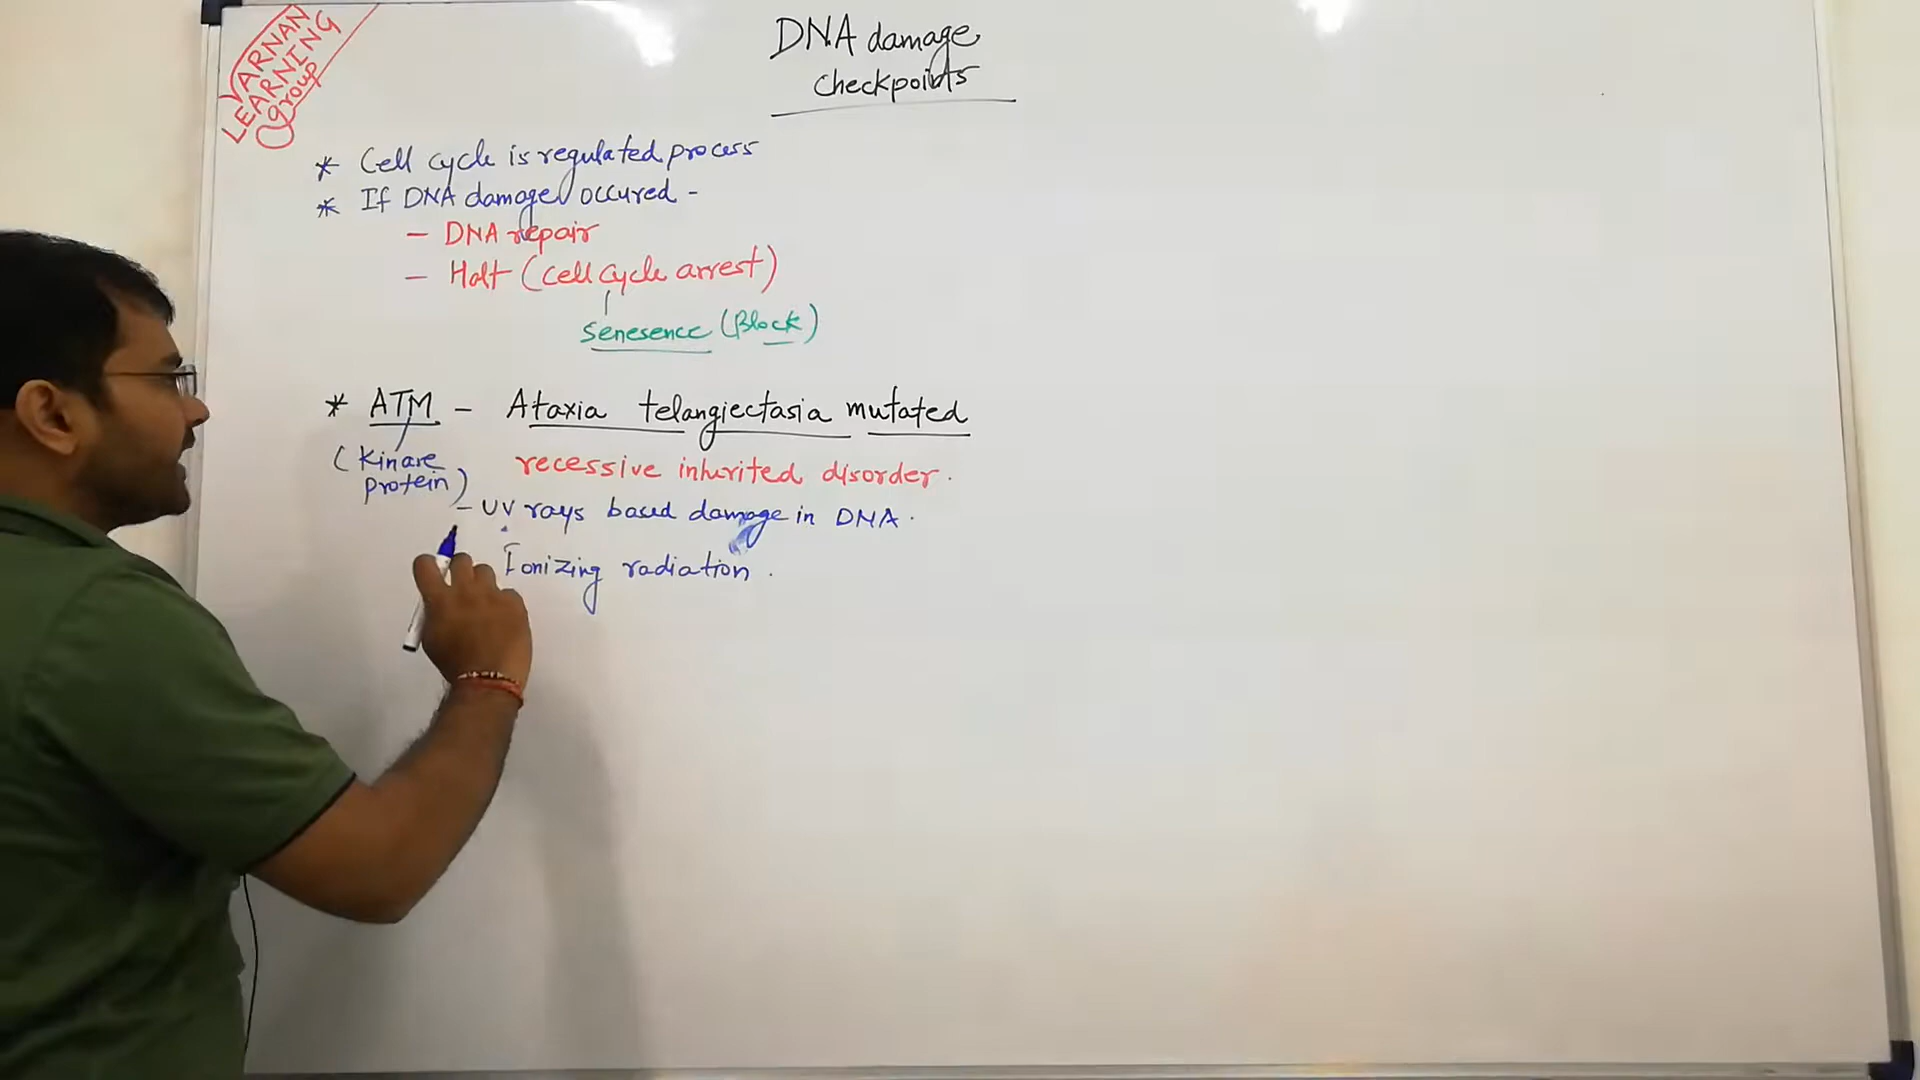 VARNAN
LEARNING
Group
DNA damage
checkpoints
* Cell cycle is regulated process
* If DNA damage occured -
- DNA repair
- Halt (cell cycle arrest)
senesence (Block)
* ATM - Ataxia telangiectasia mutated
(kinase
protein)
recessive inherited disorder.
- UV rays based damage in DNA.
Ionizing radiation.